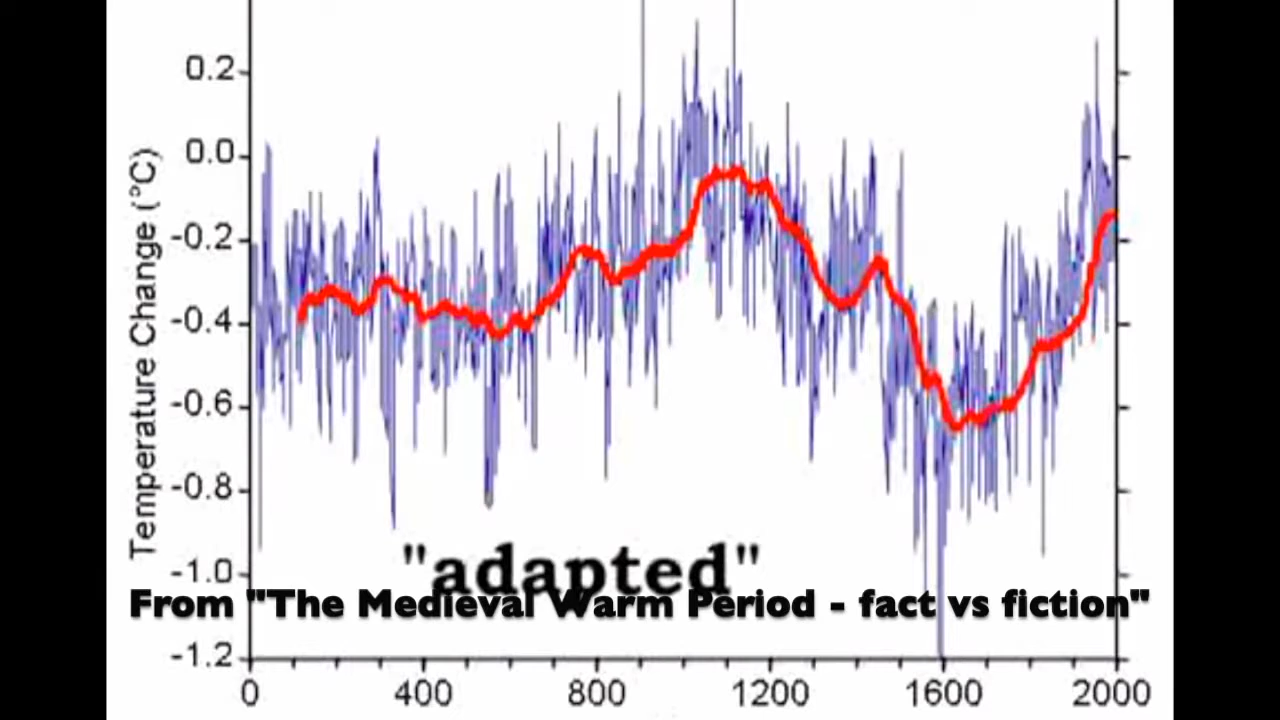 0.2
0.0
-0.2
-0.4
-0.6
-0.8
-1.0
-1.2
Temperature Change (°C)
"adapted"
From "The Medieval Warm Period - fact vs fiction"
0 400 800 1200 1600 2000